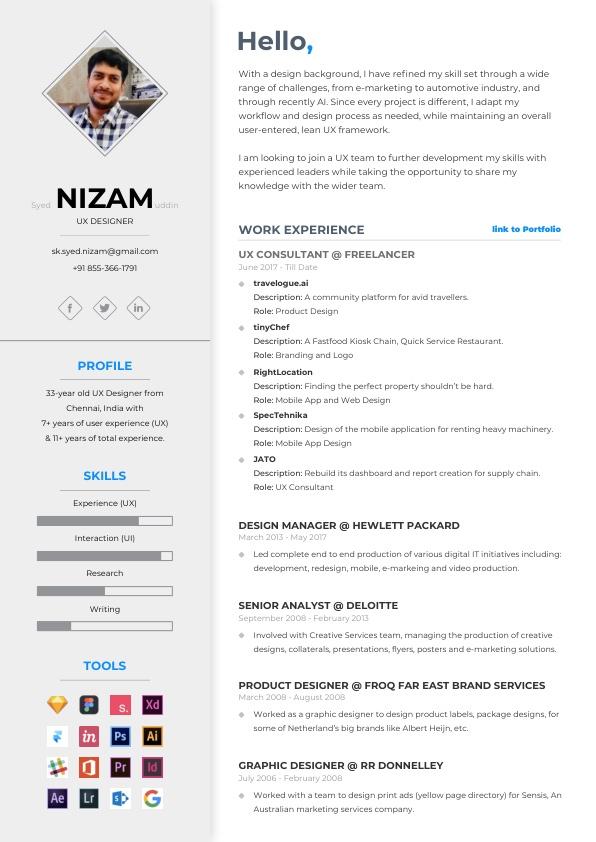 Syed NIZAM uddin
UX DESIGNER
sk.syed.nizam@gmail.com
+91 855-366-1791
PROFILE
33-year old UX Designer from
Chennai, India with
7+ years of user experience (UX)
& 11+ years of total experience.
SKILLS
Experience (UX)
Interaction (UI)
Research
Writing
TOOLS
S.
Xd
in
Ps
Ai
Pr
Id
Ae
Lr
S
G
Hello,
With a design background, I have refined my skill set through a wide
range of challenges, from e-marketing to automotive industry, and
through recently AI. Since every project is different, I adapt my
workflow and design process as needed, while maintaining an overall
user-entered, lean UX framework.
I am looking to join a UX team to further development my skills with
experienced leaders while taking the opportunity to share my
knowledge with the wider team.
WORK EXPERIENCE
link to Portfolio
UX CONSULTANT @ FREELANCER
June 2017 - Till Date
travelogue.ai
Description: A community platform for avid travellers.
Role: Product Design
tinyChef
Description: A Fastfood Kiosk Chain, Quick Service Restaurant.
Role: Branding and Logo
RightLocation
Description: Finding the perfect property shouldn't be hard.
Role: Mobile App and Web Design
SpecTehnika
Description: Design of the mobile application for renting heavy machinery.
Role: Mobile App Design
JATO
Description: Rebuild its dashboard and report creation for supply chain.
Role: UX Consultant
DESIGN MANAGER @ HEWLETT PACKARD
March 2013 - May 2017
Led complete end to end production of various digital IT initiatives including:
development, redesign, mobile, e-markeing and video production.
SENIOR ANALYST @ DELOITTE
September 2008 - February 2013
Involved with Creative Services team, managing the production of creative
designs, collaterals, presentations, flyers, posters and e-marketing solutions.
PRODUCT DESIGNER @ FROQ FAR EAST BRAND SERVICES
March 2008 - August 2008
Worked as a graphic designer to design product labels, package designs, for
some of Netherland's big brands like Albert Heijn, etc.
GRAPHIC DESIGNER @ RR DONNELLEY
July 2006 - February 2008
Worked with a team to design print ads (yellow page directory) for Sensis, An
Australian marketing services company.